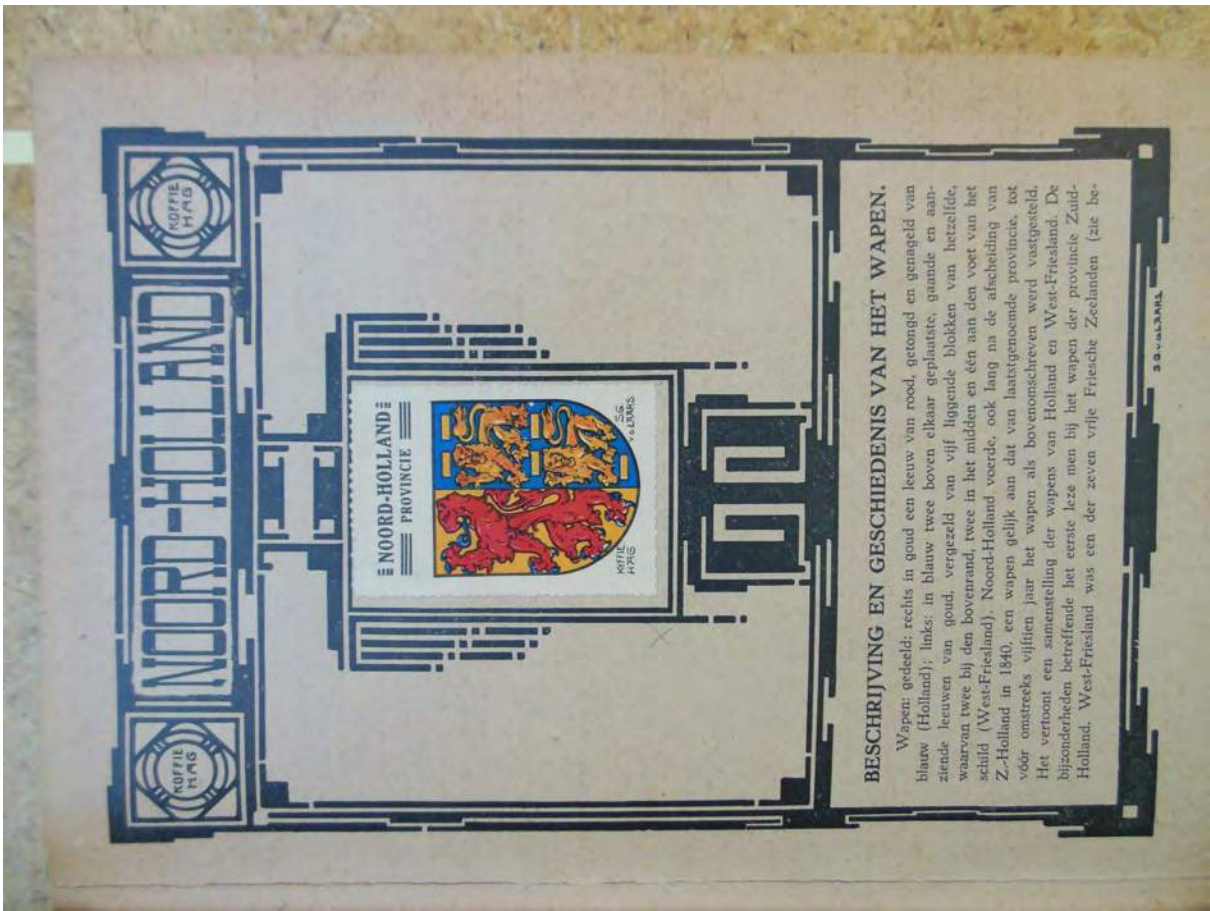 KOFFIE
HAG
NOORD-HOLLAND
KOFFIE
HAG
NOORD-HOLLAND
PROVINCIE
KOFFIE
HAG
S.G.
v.d. LAARS
BESCHRIJVING EN GESCHIEDENIS VAN HET WAPEN.
Wapen: gedeeld; rechts in goud een leeuw van rood, getongd en genageld van
blauw (Holland); links: in blauw twee boven elkaar geplaatste, gaande en aan-
ziende leeuwen van goud, vergezeld van vijf liggende blokken van hetzelfde,
waarvan twee bij den bovenrand, twee in het midden en één aan den voet van het
schild (West-Friesland). Noord-Holland voerde, ook lang na de afscheiding van
Z.-Holland in 1840, een wapen gelijk aan dat van laatstgenoemde provincie, tot
vóór omstreeks vijftien jaar het wapen als bovenomschreven werd vastgesteld.
Het vertoont een samenstelling der wapens van Holland en West-Friesland. De
bijzonderheden betreffende het eerste leze men bij het wapen der provincie Zuid-
Holland. West-Friesland was een der zeven vrije Friesche Zeelanden (zie be-
S G v d LAARS